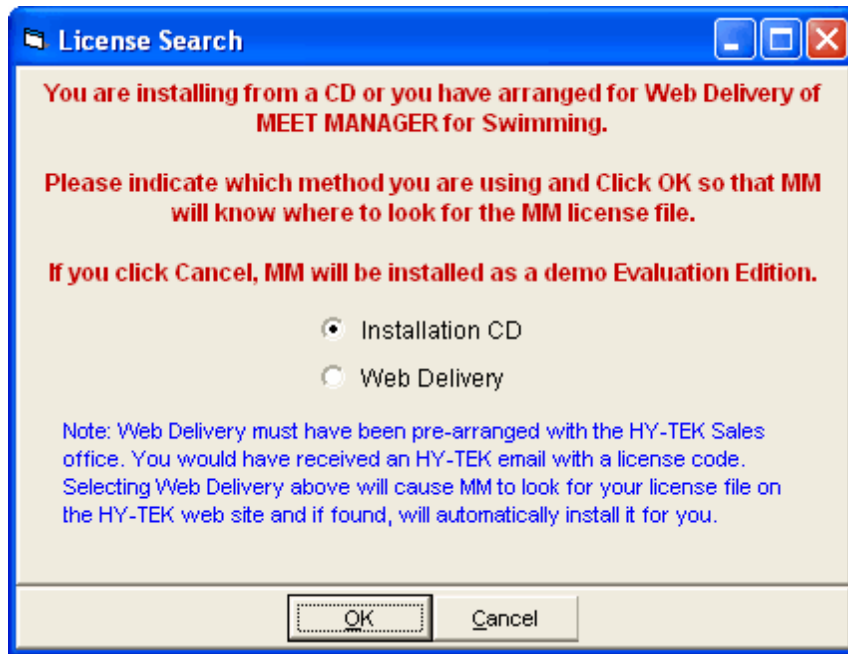 License Search
You are installing from a CD or you have arranged for Web Delivery of
MEET MANAGER for Swimming.
Please indicate which method you are using and Click OK so that MM
will know where to look for the MM license file.
If you click Cancel, MM will be installed as a demo Evaluation Edition.
Installation CD
Web Delivery
Note: Web Delivery must have been pre-arranged with the HY-TEK Sales
office. You would have received an HY-TEK email with a license code.
Selecting Web Delivery above will cause MM to look for your license file on
the HY-TEK web site and if found, will automatically install it for you.
OK Cancel